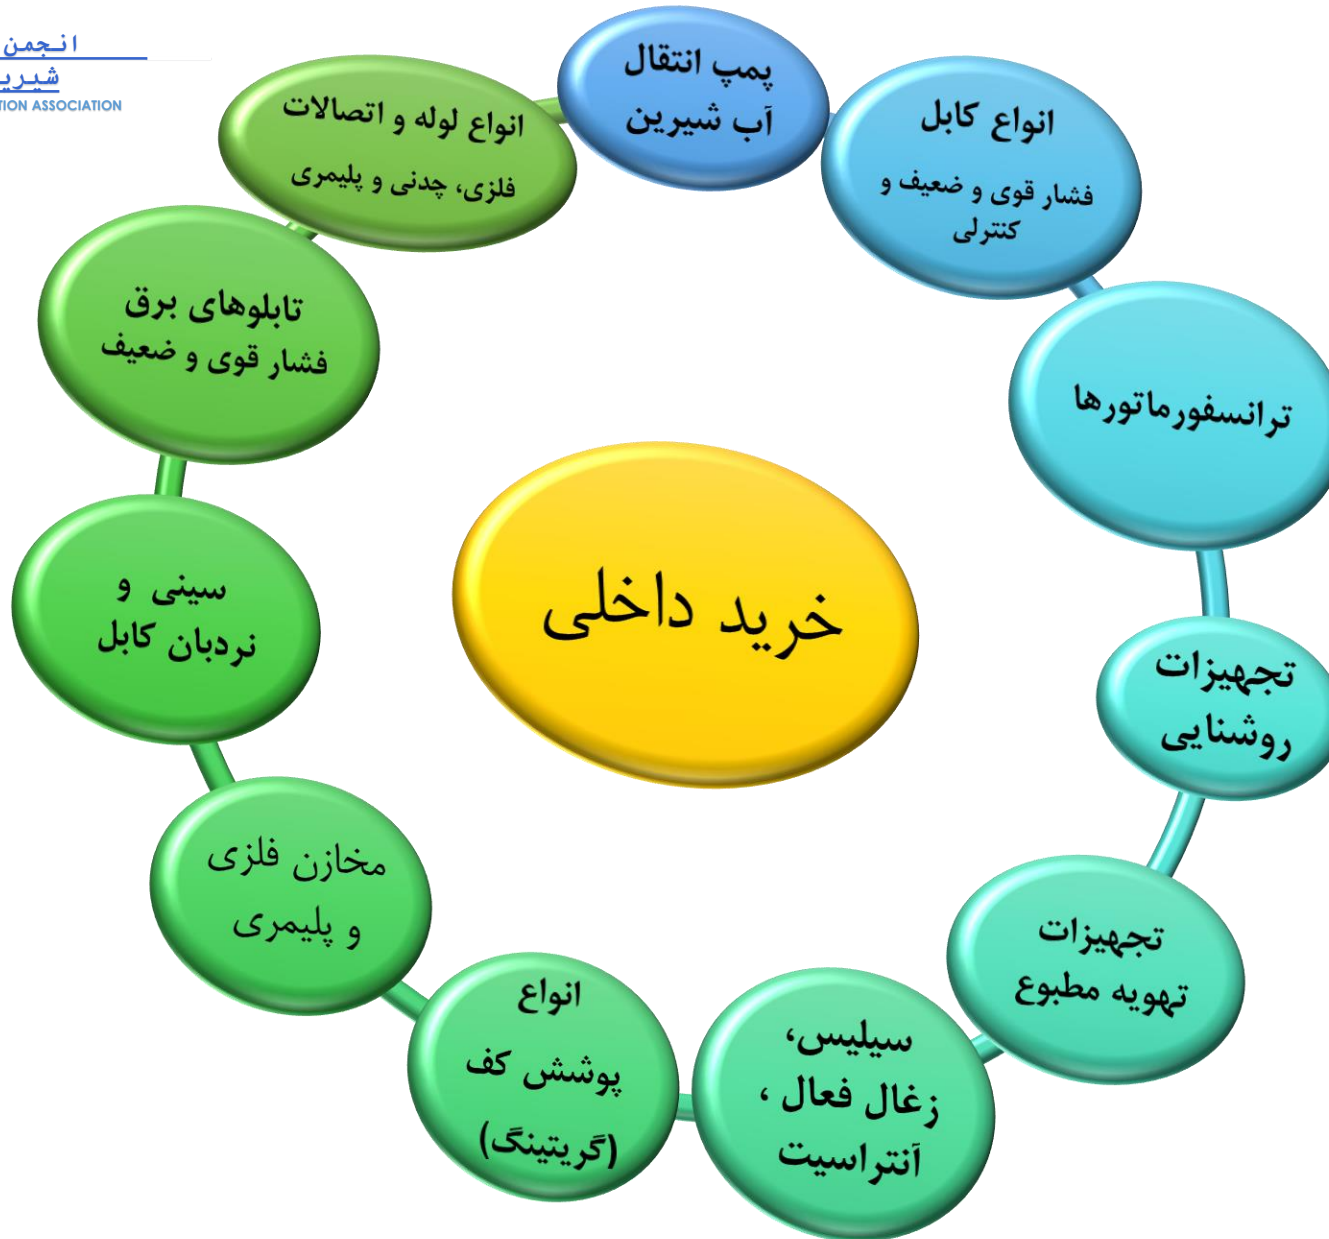 انجمن
شیرین
TION ASSOCIATION
پمپ انتقال
آب شیرین
انواع کابل
فشار قوی و ضعیف و
کنترلی
ترانسفورماتورها
تجهیزات
روشنایی
تجهیزات
تهویه مطبوع
سیلیس،
زغال فعال ،
آنتراسیت
انواع
پوشش کف
(گریتینگ)
مخازن فلزی
و پلیمری
سینی و
نردبان کابل
تابلوهای برق
فشار قوی و ضعیف
انواع لوله و اتصالات
فلزی، چدنی و پلیمری
خرید داخلی